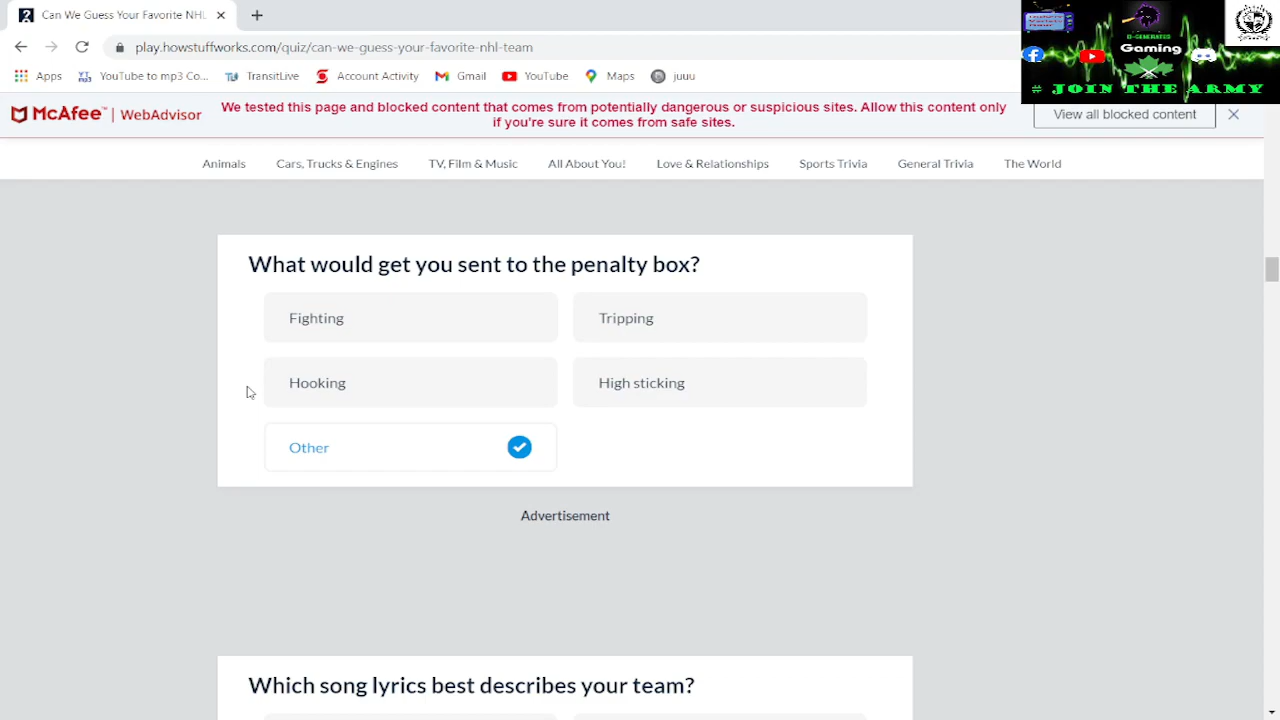 Can We Guess Your Favorite NHL
play.howstuffworks.com/quiz/can-we-guess-your-favorite-nhl-team
Apps YouTube to mp3 Co... TransitLive Account Activity Gmail YouTube Maps juuu
Gaming
# JOIN THE ARMY
McAfee™ | WebAdvisor
We tested this page and blocked content that comes from potentially dangerous or suspicious sites. Allow this content only
if you're sure it comes from safe sites.
View all blocked content
Animals Cars, Trucks & Engines TV, Film & Music All About You! Love & Relationships Sports Trivia General Trivia The World
What would get you sent to the penalty box?
Fighting Tripping
Hooking High sticking
Other
Advertisement
Which song lyrics best describes your team?